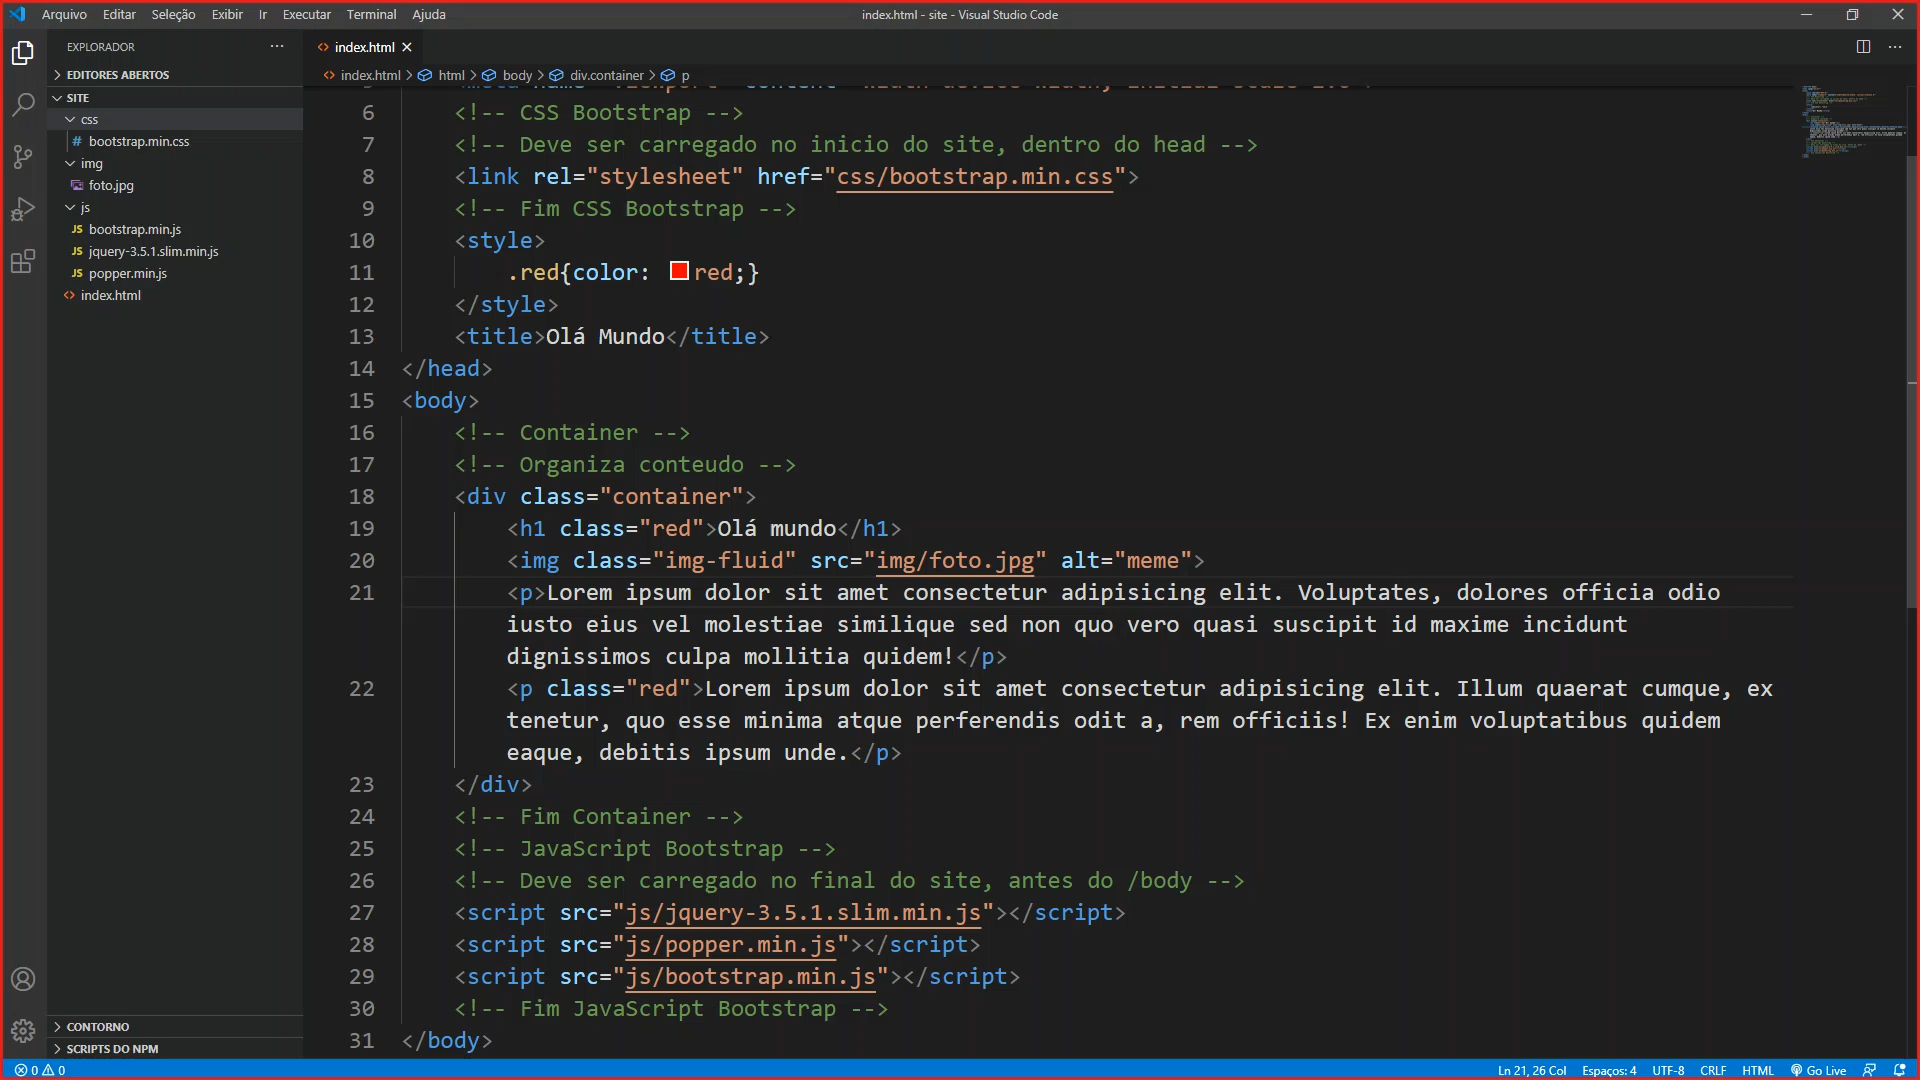 Arquivo Editar Seleção Exibir Ir Executar Terminal Ajuda
index.html - site - Visual Studio Code
EXPLORADOR
EDITORES ABERTOS
SITE
css
# bootstrap.min.css
img
foto.jpg
js
JS bootstrap.min.js
JS jquery-3.5.1.slim.min.js
JS popper.min.js
<> index.html
CONTORNO
SCRIPTS DO NPM
<> index.html
<> index.html > html > body > div.container > p
6 <!-- CSS Bootstrap -->
7 <!-- Deve ser carregado no inicio do site, dentro do head -->
8 <link rel="stylesheet" href="css/bootstrap.min.css">
9 <!-- Fim CSS Bootstrap -->
10 <style>
11 .red{color: red;}
12 </style>
13 <title>Olá Mundo</title>
14 </head>
15 <body>
16 <!-- Container -->
17 <!-- Organiza conteudo -->
18 <div class="container">
19 <h1 class="red">Olá mundo</h1>
20 <img class="img-fluid" src="img/foto.jpg" alt="meme">
21 <p>Lorem ipsum dolor sit amet consectetur adipisicing elit. Voluptates, dolores officia odio
iusto eius vel molestiae similique sed non quo vero quasi suscipit id maxime incidunt
dignissimos culpa mollitia quidem!</p>
22 <p class="red">Lorem ipsum dolor sit amet consectetur adipisicing elit. Illum quaerat cumque, ex
tenetur, quo esse minima atque perferendis odit a, rem officiis! Ex enim voluptatibus quidem
eaque, debitis ipsum unde.</p>
23 </div>
24 <!-- Fim Container -->
25 <!-- JavaScript Bootstrap -->
26 <!-- Deve ser carregado no final do site, antes do /body -->
27 <script src="js/jquery-3.5.1.slim.min.js"></script>
28 <script src="js/popper.min.js"></script>
29 <script src="js/bootstrap.min.js"></script>
30 <!-- Fim JavaScript Bootstrap -->
31 </body>
0 0
Ln 21, 26 Col Espaços: 4 UTF-8 CRLF HTML Go Live